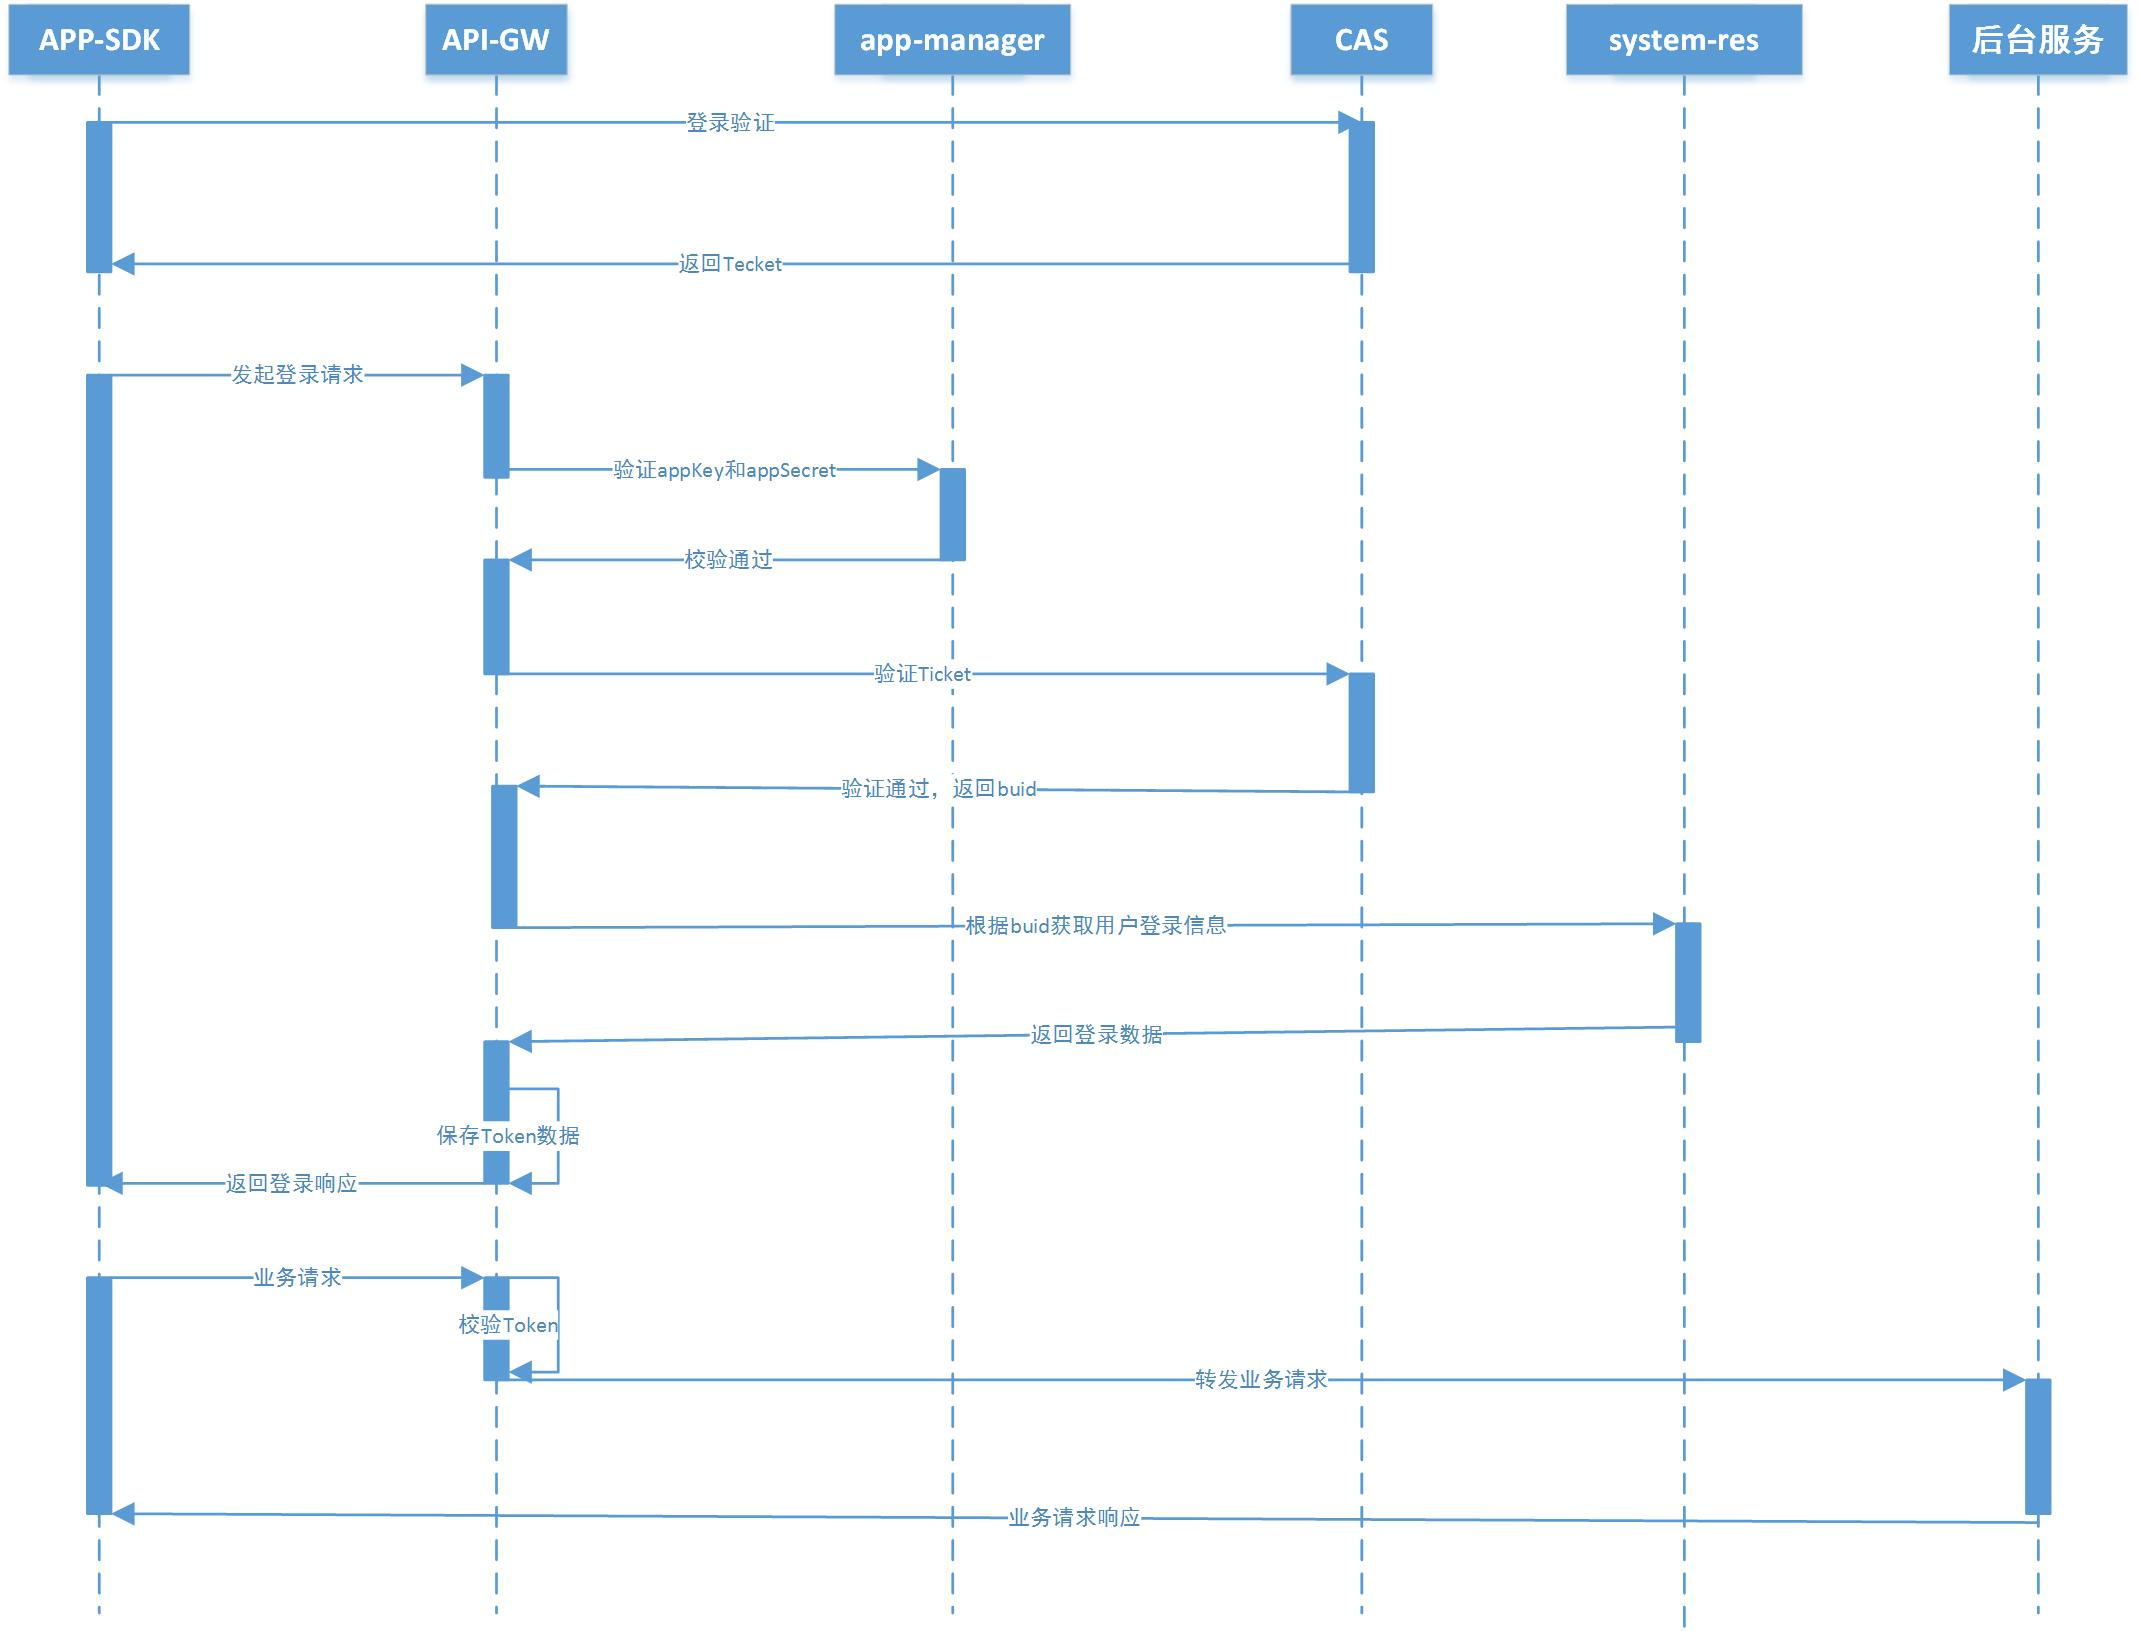 APP-SDK
API-GW
app-manager
CAS
system-res
后台服务
登录验证
返回Tecket
发起登录请求
验证appKey和appSecret
校验通过
验证Ticket
验证通过，返回buid
根据buid获取用户登录信息
返回登录数据
保存Token数据
返回登录响应
业务请求
校验Token
转发业务请求
业务请求响应